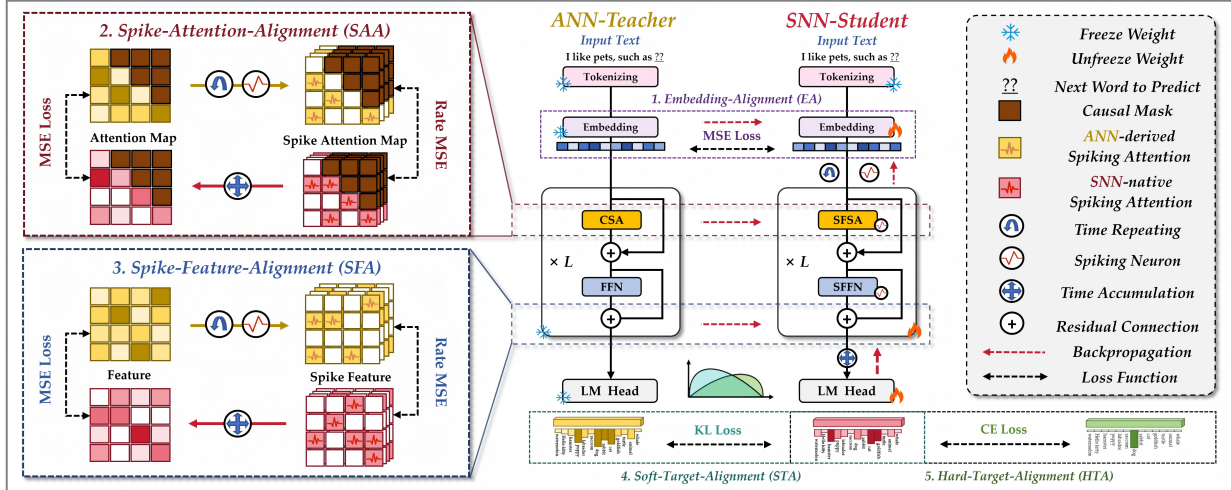 2. Spike-Attention-Alignment (SAA)
MSE Loss
Attention Map
Spike Attention Map
Rate MSE
3. Spike-Feature-Alignment (SFA)
MSE Loss
Feature
Spike Feature
Rate MSE
ANN-Teacher
SNN-Student
Input Text
Input Text
I like pets, such as ??
I like pets, such as ??
Tokenizing
Tokenizing
1. Embedding-Alignment (EA)
Embedding
MSE Loss
Embedding
CSA
SFSA
+
+
× L
× L
FFN
SFFN
+
+
LM Head
LM Head
KL Loss
CE Loss
4. Soft-Target-Alignment (STA)
5. Hard-Target-Alignment (HTA)
Freeze Weight
Unfreeze Weight
??
Next Word to Predict
Causal Mask
ANN-derived
Spiking Attention
SNN-native
Spiking Attention
Time Repeating
Spiking Neuron
Time Accumulation
+
Residual Connection
Backpropagation
Loss Function